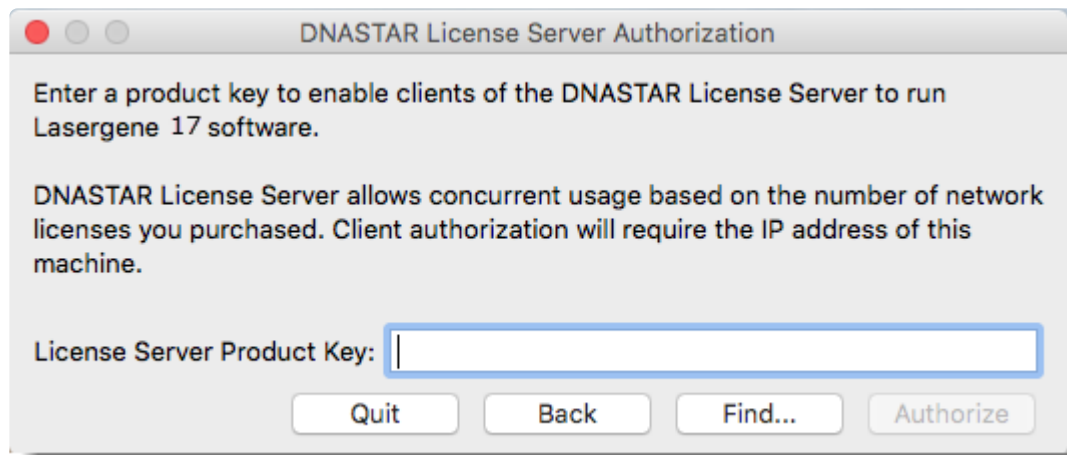 DNASTAR License Server Authorization
Enter a product key to enable clients of the DNASTAR License Server to run
Lasergene 17 software.
DNASTAR License Server allows concurrent usage based on the number of network
licenses you purchased. Client authorization will require the IP address of this
machine.
License Server Product Key:
Quit Back Find... Authorize